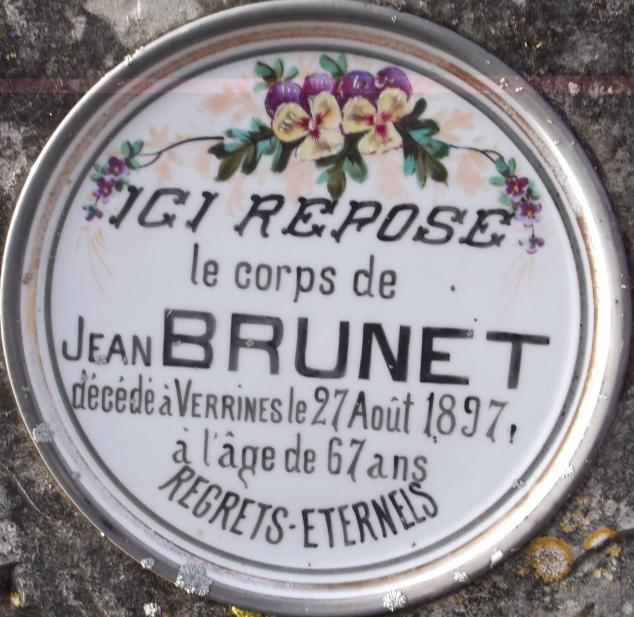 ICI REPOSE
le corps de
JEAN BRUNET
décédé à VERRINES le 27 Août 1897,
à l'âge de 67 ans
REGRETS-ETERNELS